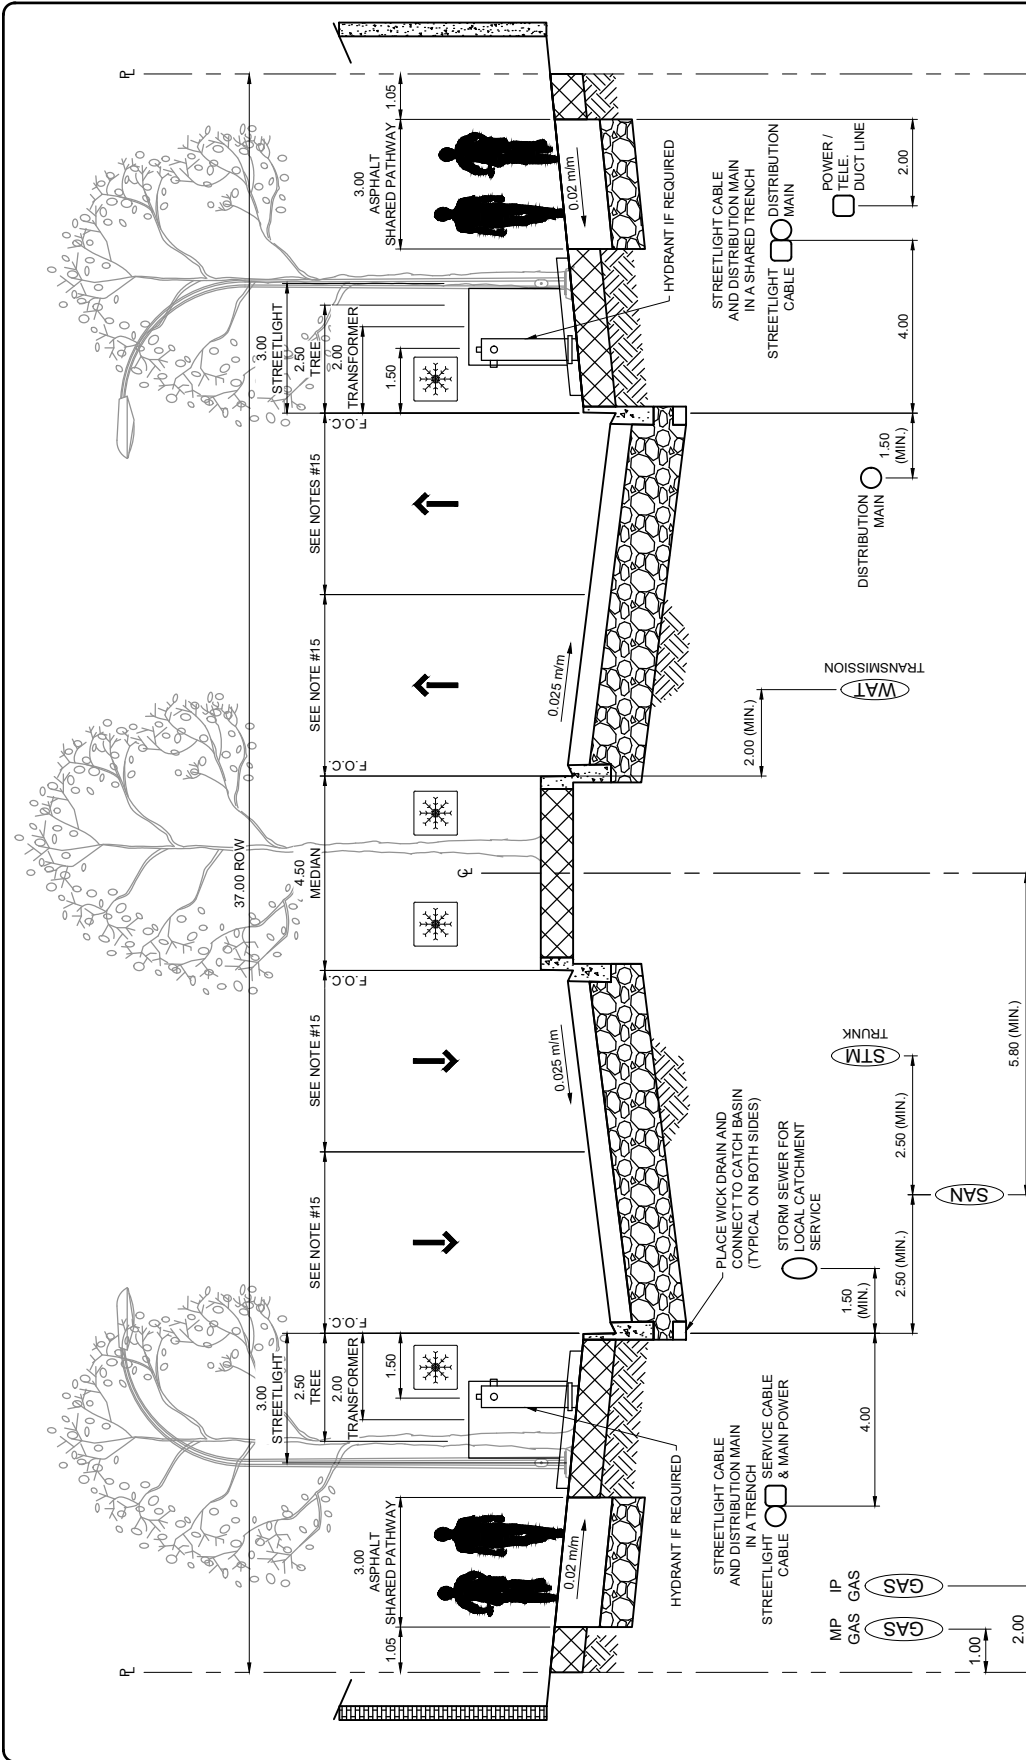 PL
PL
37.00 ROW
3.00
STREETLIGHT
2.50
TREE
2.00
TRANSFORMER
1.50
SEE NOTE #15
SEE NOTE #15
4.50
MEDIAN
SEE NOTE #15
SEE NOTES #15
3.00
STREETLIGHT
2.50
TREE
2.00
TRANSFORMER
1.50
F.O.C.
F.O.C.
F.O.C.
F.O.C.
1.05
3.00
ASPHALT
SHARED PATHWAY
3.00
ASPHALT
SHARED PATHWAY
1.05
CL
0.02 m/m
0.025 m/m
0.025 m/m
0.02 m/m
HYDRANT IF REQUIRED
HYDRANT IF REQUIRED
PLACE WICK DRAIN AND
CONNECT TO CATCH BASIN
(TYPICAL ON BOTH SIDES)
STREETLIGHT CABLE
AND DISTRIBUTION MAIN
IN A TRENCH
STREETLIGHT
CABLE
SERVICE CABLE
& MAIN POWER
STORM SEWER FOR
LOCAL CATCHMENT
SERVICE
STREETLIGHT CABLE
AND DISTRIBUTION MAIN
IN A SHARED TRENCH
STREETLIGHT
CABLE
DISTRIBUTION
MAIN
POWER /
TELE.
DUCT LINE
2.00 (MIN.)
TRUNK
STM
WAT
TRANSMISSION
DISTRIBUTION
MAIN
1.50
(MIN.)
MP
GAS
GAS
IP
GAS
GAS
4.00
1.50
(MIN.)
2.50 (MIN.)
2.50 (MIN.)
4.00
2.00
SAN
1.00
2.00
5.80 (MIN.)